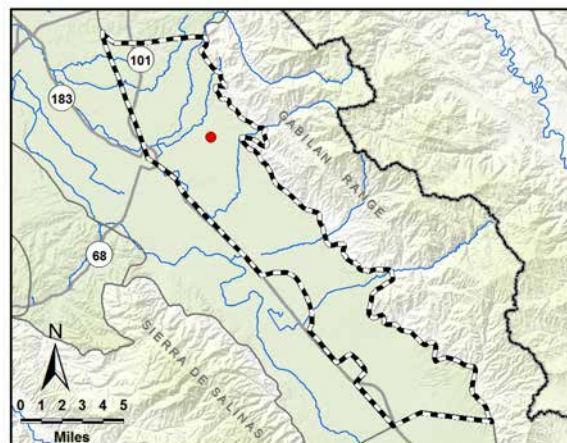 101
183
GABILAN RANGE
68
SIERRA DE SALINAS
N
0 1 2 3 4 5
Miles